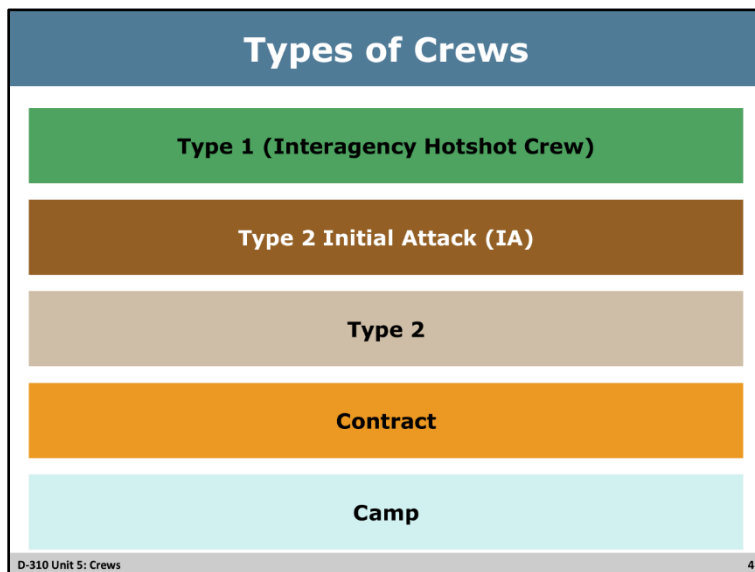 Types of Crews
Type 1 (Interagency Hotshot Crew)
Type 2 Initial Attack (IA)
Type 2
Contract
Camp
D-310 Unit 5: Crews
4